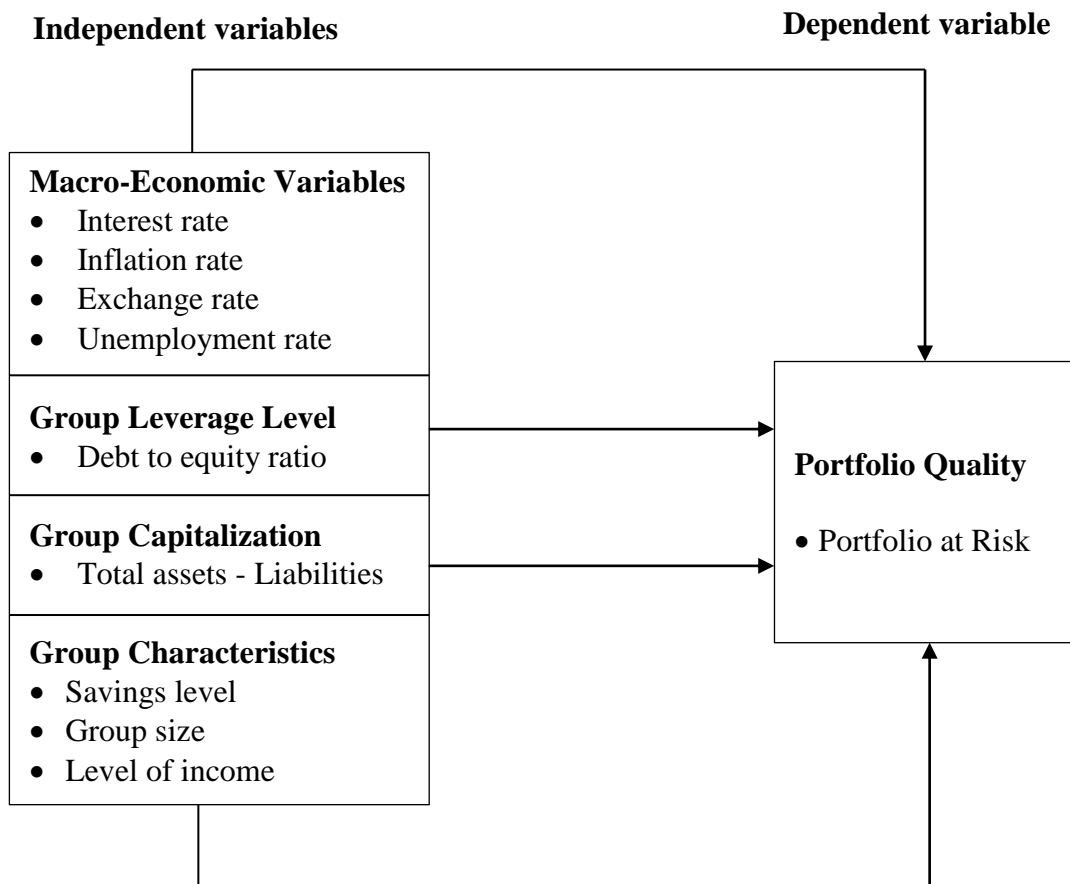 Independent variables
Dependent variable
Macro-Economic Variables
• Interest rate
• Inflation rate
• Exchange rate
• Unemployment rate
Group Leverage Level
• Debt to equity ratio
Group Capitalization
• Total assets - Liabilities
Group Characteristics
• Savings level
• Group size
• Level of income
Portfolio Quality
• Portfolio at Risk